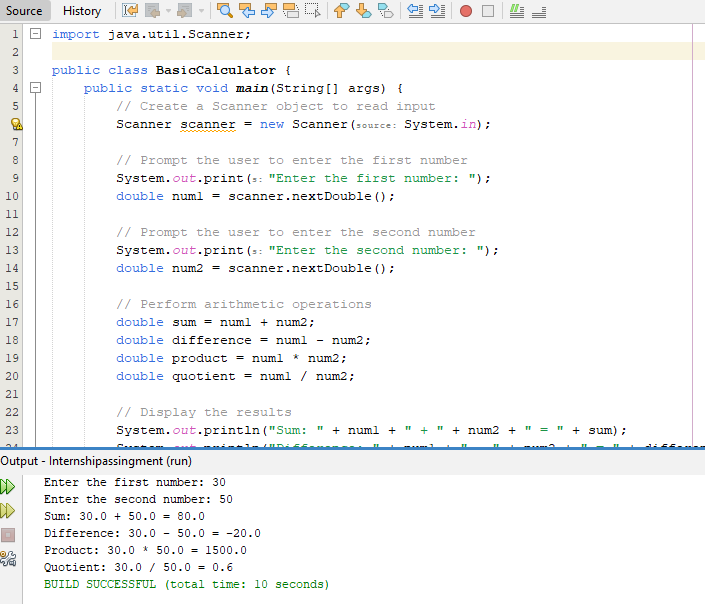 Source History
1 import java.util.Scanner;
2
3 public class BasicCalculator {
4 public static void main(String[] args) {
5 // Create a Scanner object to read input
Scanner scanner = new Scanner(source: System.in);
7
8 // Prompt the user to enter the first number
9 System.out.print(s: "Enter the first number: ");
10 double num1 = scanner.nextDouble();
11
12 // Prompt the user to enter the second number
13 System.out.print(s: "Enter the second number: ");
14 double num2 = scanner.nextDouble();
15
16 // Perform arithmetic operations
17 double sum = num1 + num2;
18 double difference = num1 - num2;
19 double product = num1 * num2;
20 double quotient = num1 / num2;
21
22 // Display the results
23 System.out.println("Sum: " + num1 + " + " + num2 + " = " + sum);
24 System.out.println("Difference: " + num1 + " - " + num2 + " = " +
Output - Internshipassingment (run)
Enter the first number: 30
Enter the second number: 50
Sum: 30.0 + 50.0 = 80.0
Difference: 30.0 - 50.0 = -20.0
Product: 30.0 * 50.0 = 1500.0
Quotient: 30.0 / 50.0 = 0.6
BUILD SUCCESSFUL (total time: 10 seconds)